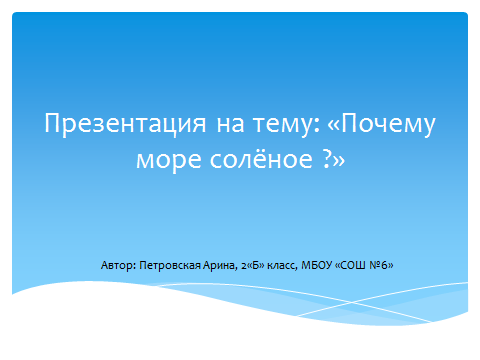 Презентация на тему: «Почему
море солёное ?»
Автор: Петровская Арина, 2«Б» класс, МБОУ «СОШ №6»